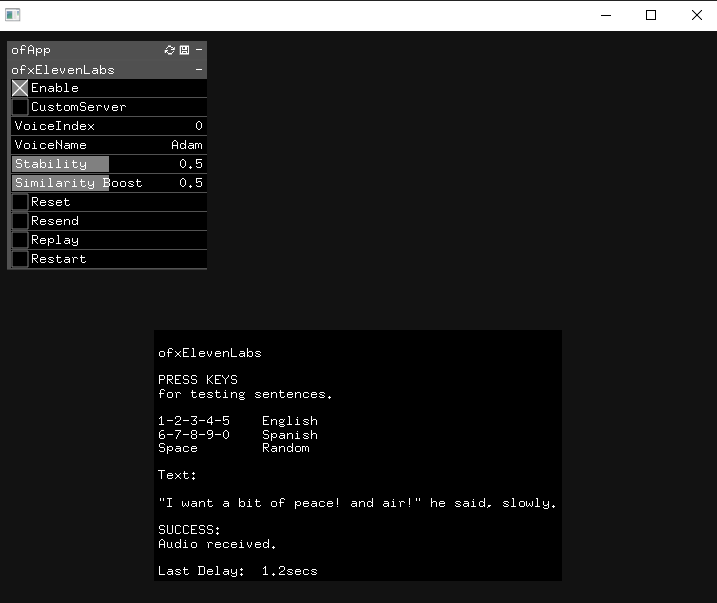 ofApp
ofxElevenLabs
Enable
CustomServer
VoiceIndex 0
VoiceName Adam
Stability 0.5
Similarity Boost 0.5
Reset
Resend
Replay
Restart
ofxElevenLabs
PRESS KEYS
for testing sentences.
1-2-3-4-5 English
6-7-8-9-0 Spanish
Space Random
Text:
"I want a bit of peace! and air!" he said, slowly.
SUCCESS:
Audio received.
Last Delay: 1.2secs